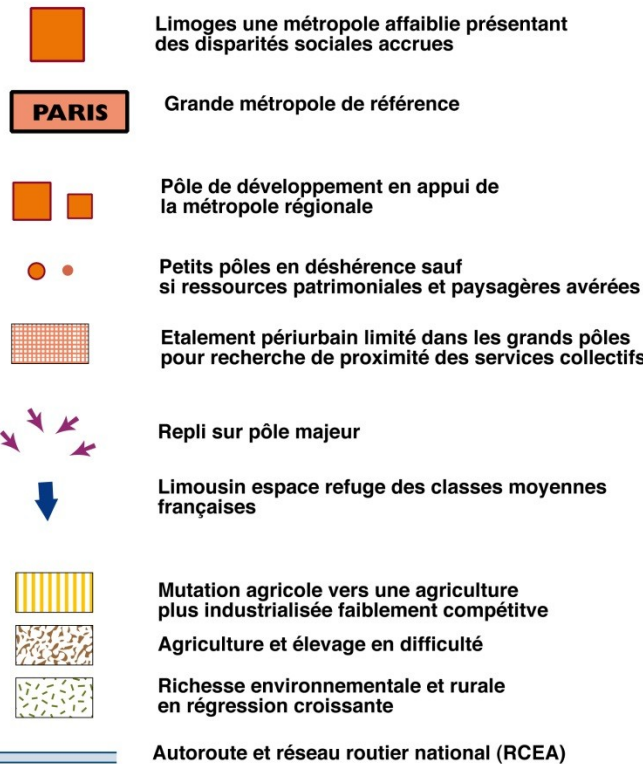 Limoges une métropole affaiblie présentant
des disparités sociales accrues
PARIS
Grande métropole de référence
Pôle de développement en appui de
la métropole régionale
Petits pôles en déshérence sauf
si ressources patrimoniales et paysagères avérées
Etalement périurbain limité dans les grands pôles
pour recherche de proximité des services collectifs
Repli sur pôle majeur
Limousin espace refuge des classes moyennes
françaises
Mutation agricole vers une agriculture
plus industrialisée faiblement compétitve
Agriculture et élevage en difficulté
Richesse environnementale et rurale
en régression croissante
Autoroute et réseau routier national (RCEA)